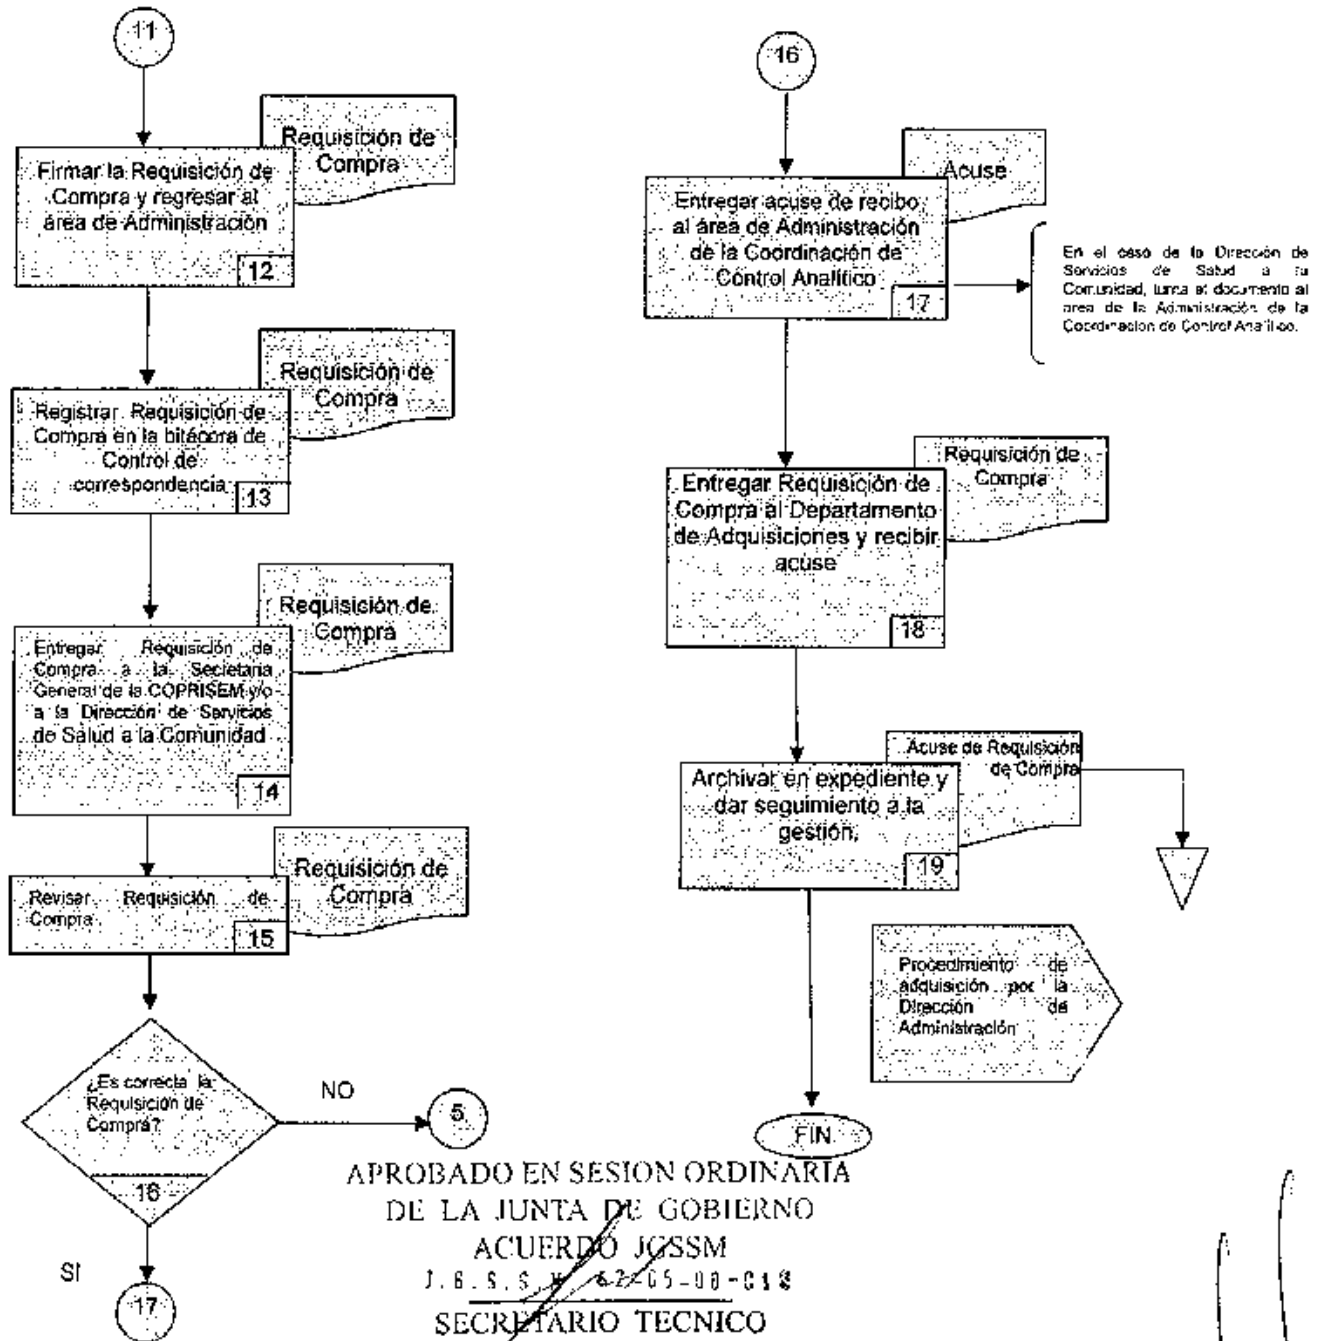 11
Requisición de
Compra
Firmar la Requisición de
Compra y regresar al
área de Administración
12
Requisición de
Compra
Registrar Requisición de
Compra en la bitácora de
Control de
correspondencia
13
Requisición de
Compra
Entregar Requisición de
Compra a la Secretaria
General de la COPRISEM y/o
a la Dirección de Servicios
de Salud a la Comunidad
14
Requisición de
Compra
Revisar Requisición de
Compra
15
¿Es correcta la
Requisición de
Compra?
16
NO
5
SI
17
16
Acuse
Entregar acuse de recibo
al área de Administración
de la Coordinación de
Control Analítico
17
En el caso de la Dirección de
Servicios de Salud a la
Comunidad, turna el documento al
area de la Administración de la
Coordinacion de Control Analítico.
Requisición de
Compra
Entregar Requisición de
Compra al Departamento
de Adquisiciones y recibir
acuse
18
Acuse de Requisición
de Compra
Archivar en expediente y
dar seguimiento a la
gestión.
19
Procedimiento de
adquisición por la
Dirección de
Administración
FIN
APROBADO EN SESION ORDINARIA
DE LA JUNTA DE GOBIERNO
ACUERDO JGSSM
SECRETARIO TECNICO